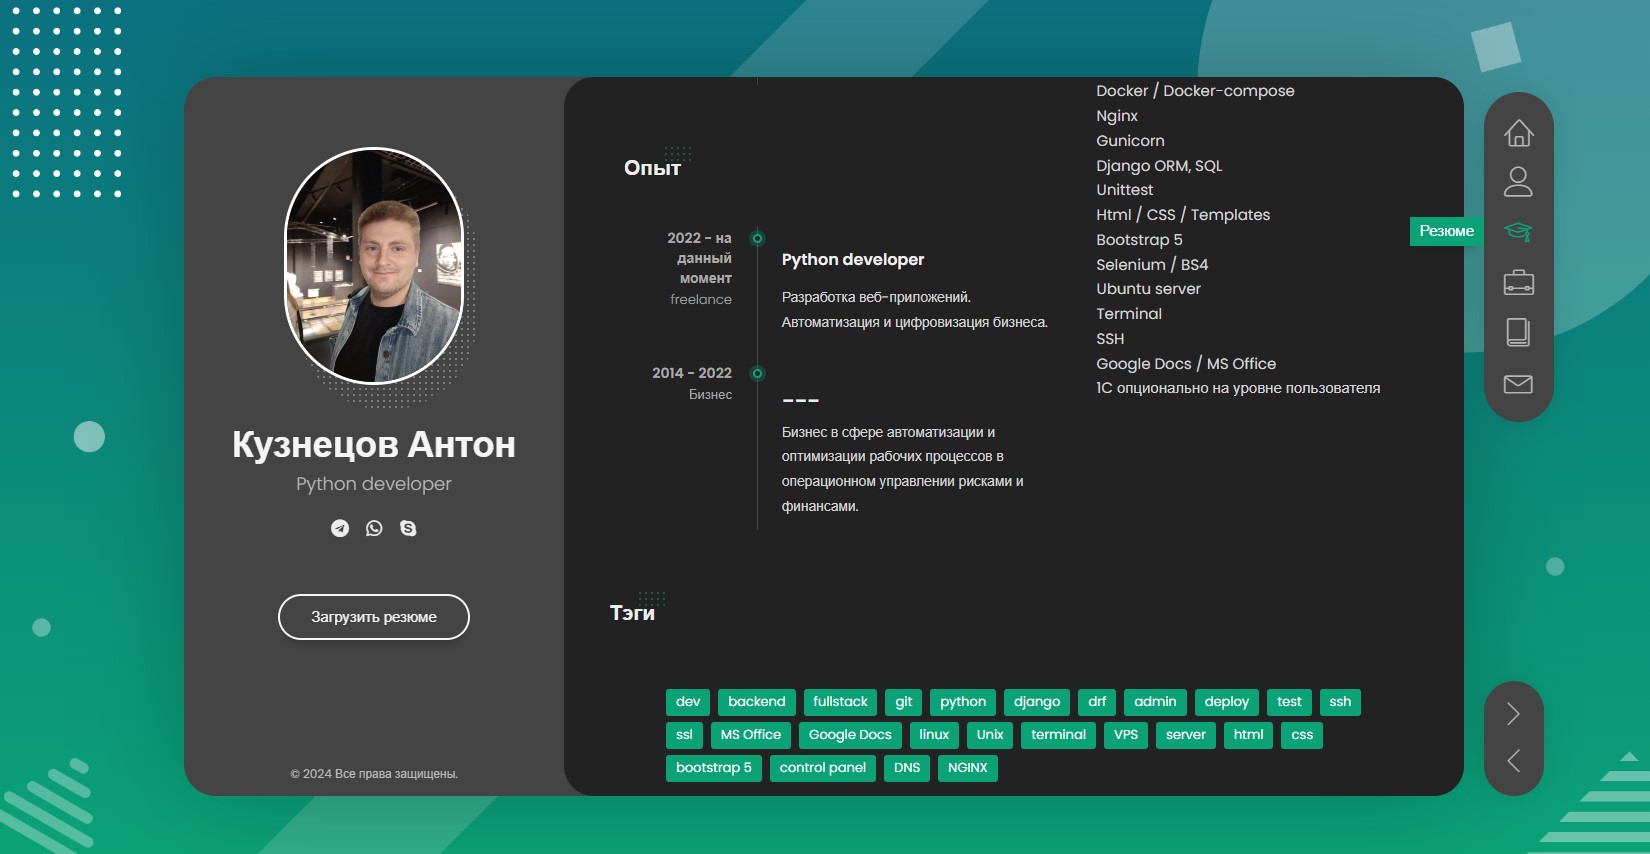 Кузнецов Антон
Python developer
Загрузить резюме
© 2024 Все права защищены.
Опыт
2022 - на
данный
момент
freelance
Python developer
Разработка веб-приложений.
Автоматизация и цифровизация бизнеса.
2014 - 2022
Бизнес
---
Бизнес в сфере автоматизации и
оптимизации рабочих процессов в
операционном управлении рисками и
финансами.
Docker / Docker-compose
Nginx
Gunicorn
Django ORM, SQL
Unittest
Html / CSS / Templates
Bootstrap 5
Selenium / BS4
Ubuntu server
Terminal
SSH
Google Docs / MS Office
1С опционально на уровне пользователя
Тэги
dev backend fullstack git python django drf admin deploy test ssh
ssl MS Office Google Docs linux Unix terminal VPS server html css
bootstrap 5 control panel DNS NGINX
Резюме